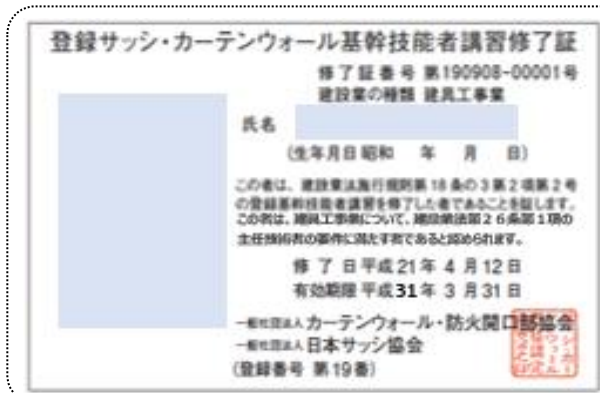 登録サッシ・カーテンウォール基幹技能者講習修了証
修了証番号 第190908-00001号
建設業の種類 建具工事業
氏名
(生年月日 昭和 年 月 日)
この者は、建設業法施行規則第18条の3第2項第2号
の登録基幹技能者講習を修了した者であることを証します。
この者は、建具工事業について、建設業法第26条第1項の
主任技術者の要件に満たす者であると認められます。
修了日 平成21年4月12日
有効期限 平成31年3月31日
一般社団法人 カーテンウォール・防火開口部協会
一般社団法人 日本サッシ協会
(登録番号 第19番)